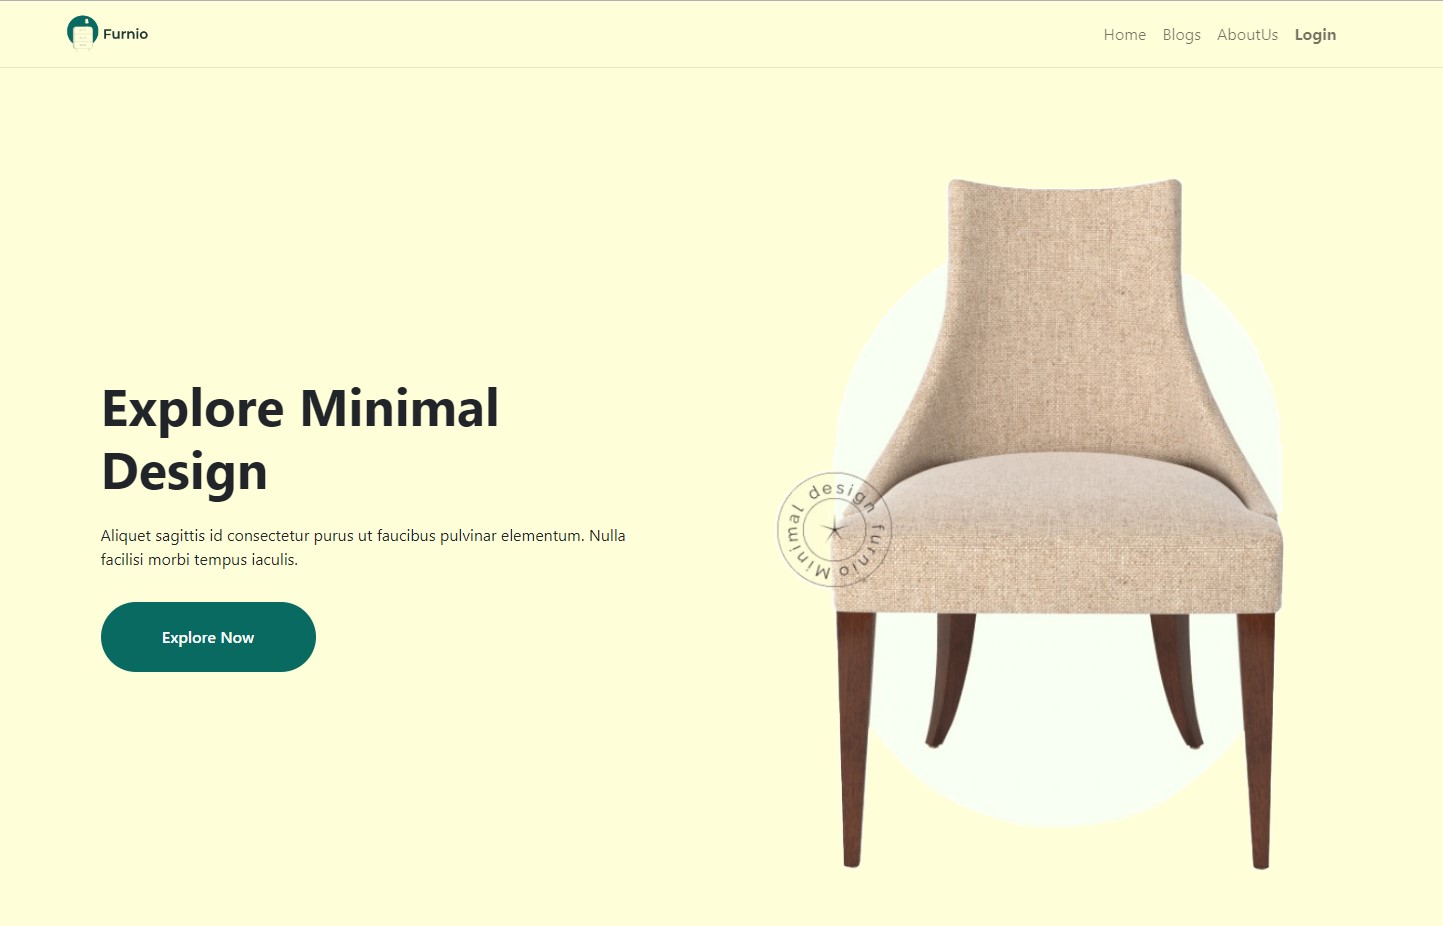 Furnio
Home Blogs AboutUs Login
Explore Minimal
Design
Aliquet sagittis id consectetur purus ut faucibus pulvinar elementum. Nulla
facilisi morbi tempus iaculis.
Explore Now
Minimal design furnio